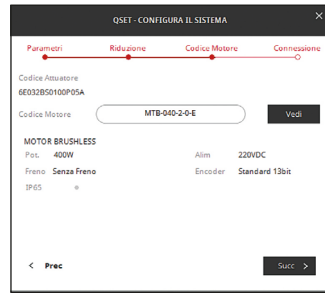 QSET - CONFIGURA IL SISTEMA
Parametri Riduzione Codice Motore Connessione
Codice Attuatore
6E032BS0100P05A
Codice Motore MTB-040-2-0-E Vedi
MOTOR BRUSHLESS
Pot. 400W Alim 220VDC
Freno Senza Freno Encoder Standard 13bit
IP65
< Prec Succ >